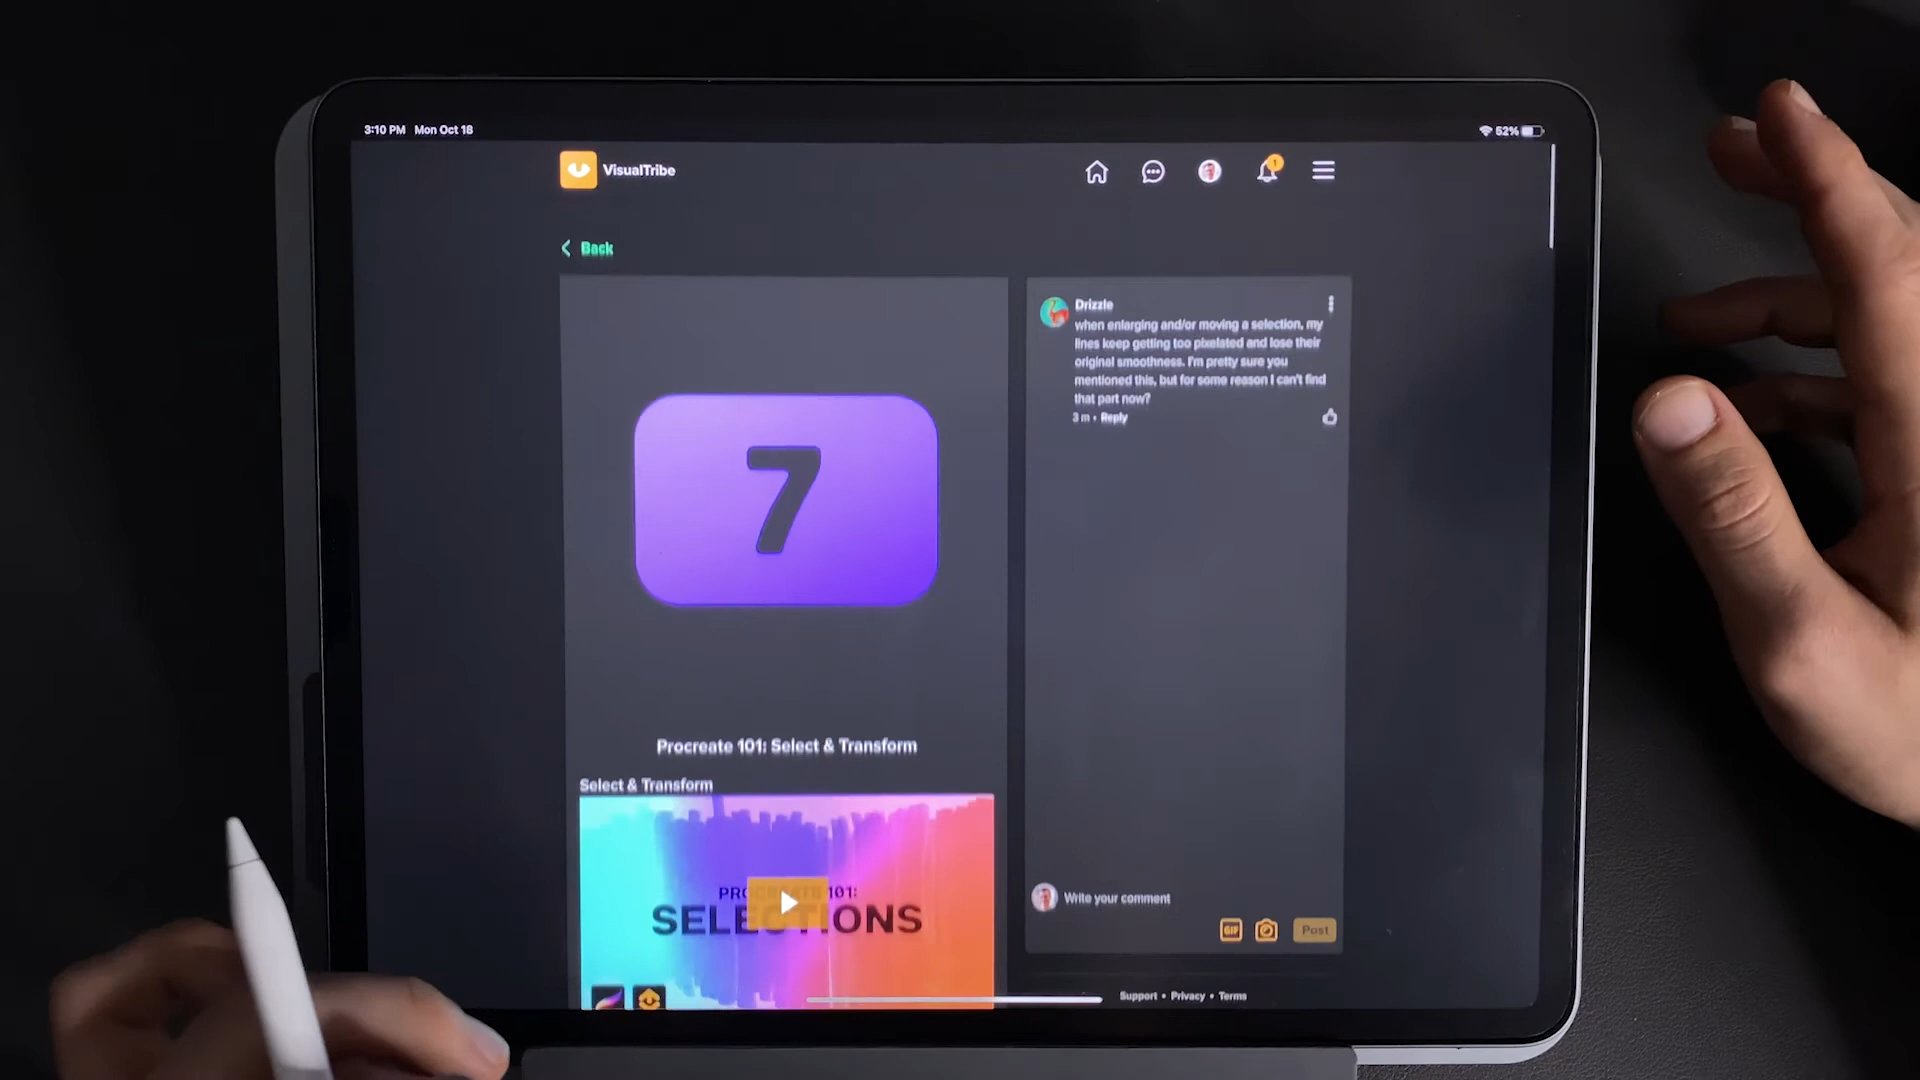 3:10 PM Mon Oct 18
52%
VisualTribe
1
Back
7
Procreate 101: Select & Transform
Select & Transform
PROCREATE 101:
SELECTIONS
Drizzle
when enlarging and/or moving a selection, my
lines keep getting too pixelated and lose their
original smoothness. I'm pretty sure you
mentioned this, but for some reason I can't find
that part now?
3 m • Reply
Write your comment
GIF
Post
Support • Privacy • Terms